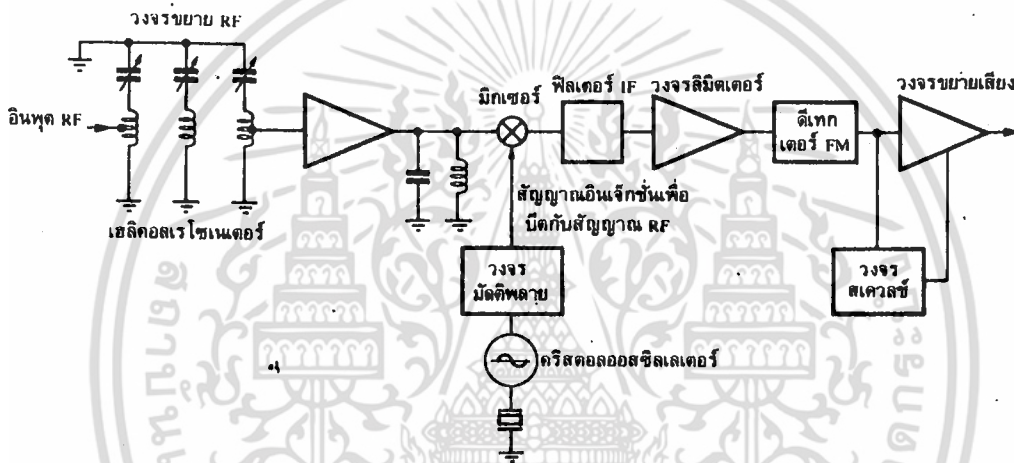 วงจรขยาย RF
อินพุต RF
เฮลิคอลเรโซเนเตอร์
มิกเซอร์
ฟิลเตอร์ IF
วงจรลิมิตเตอร์
ดีเทก
เตอร์ FM
วงจรขยายเสียง
สัญญาณอินเจ็กชั่นเพื่อ
บีตกับสัญญาณ RF
วงจร
มัลติพลาย
วงจร
สเควลช์
คริสตอลออสซิลเลเตอร์